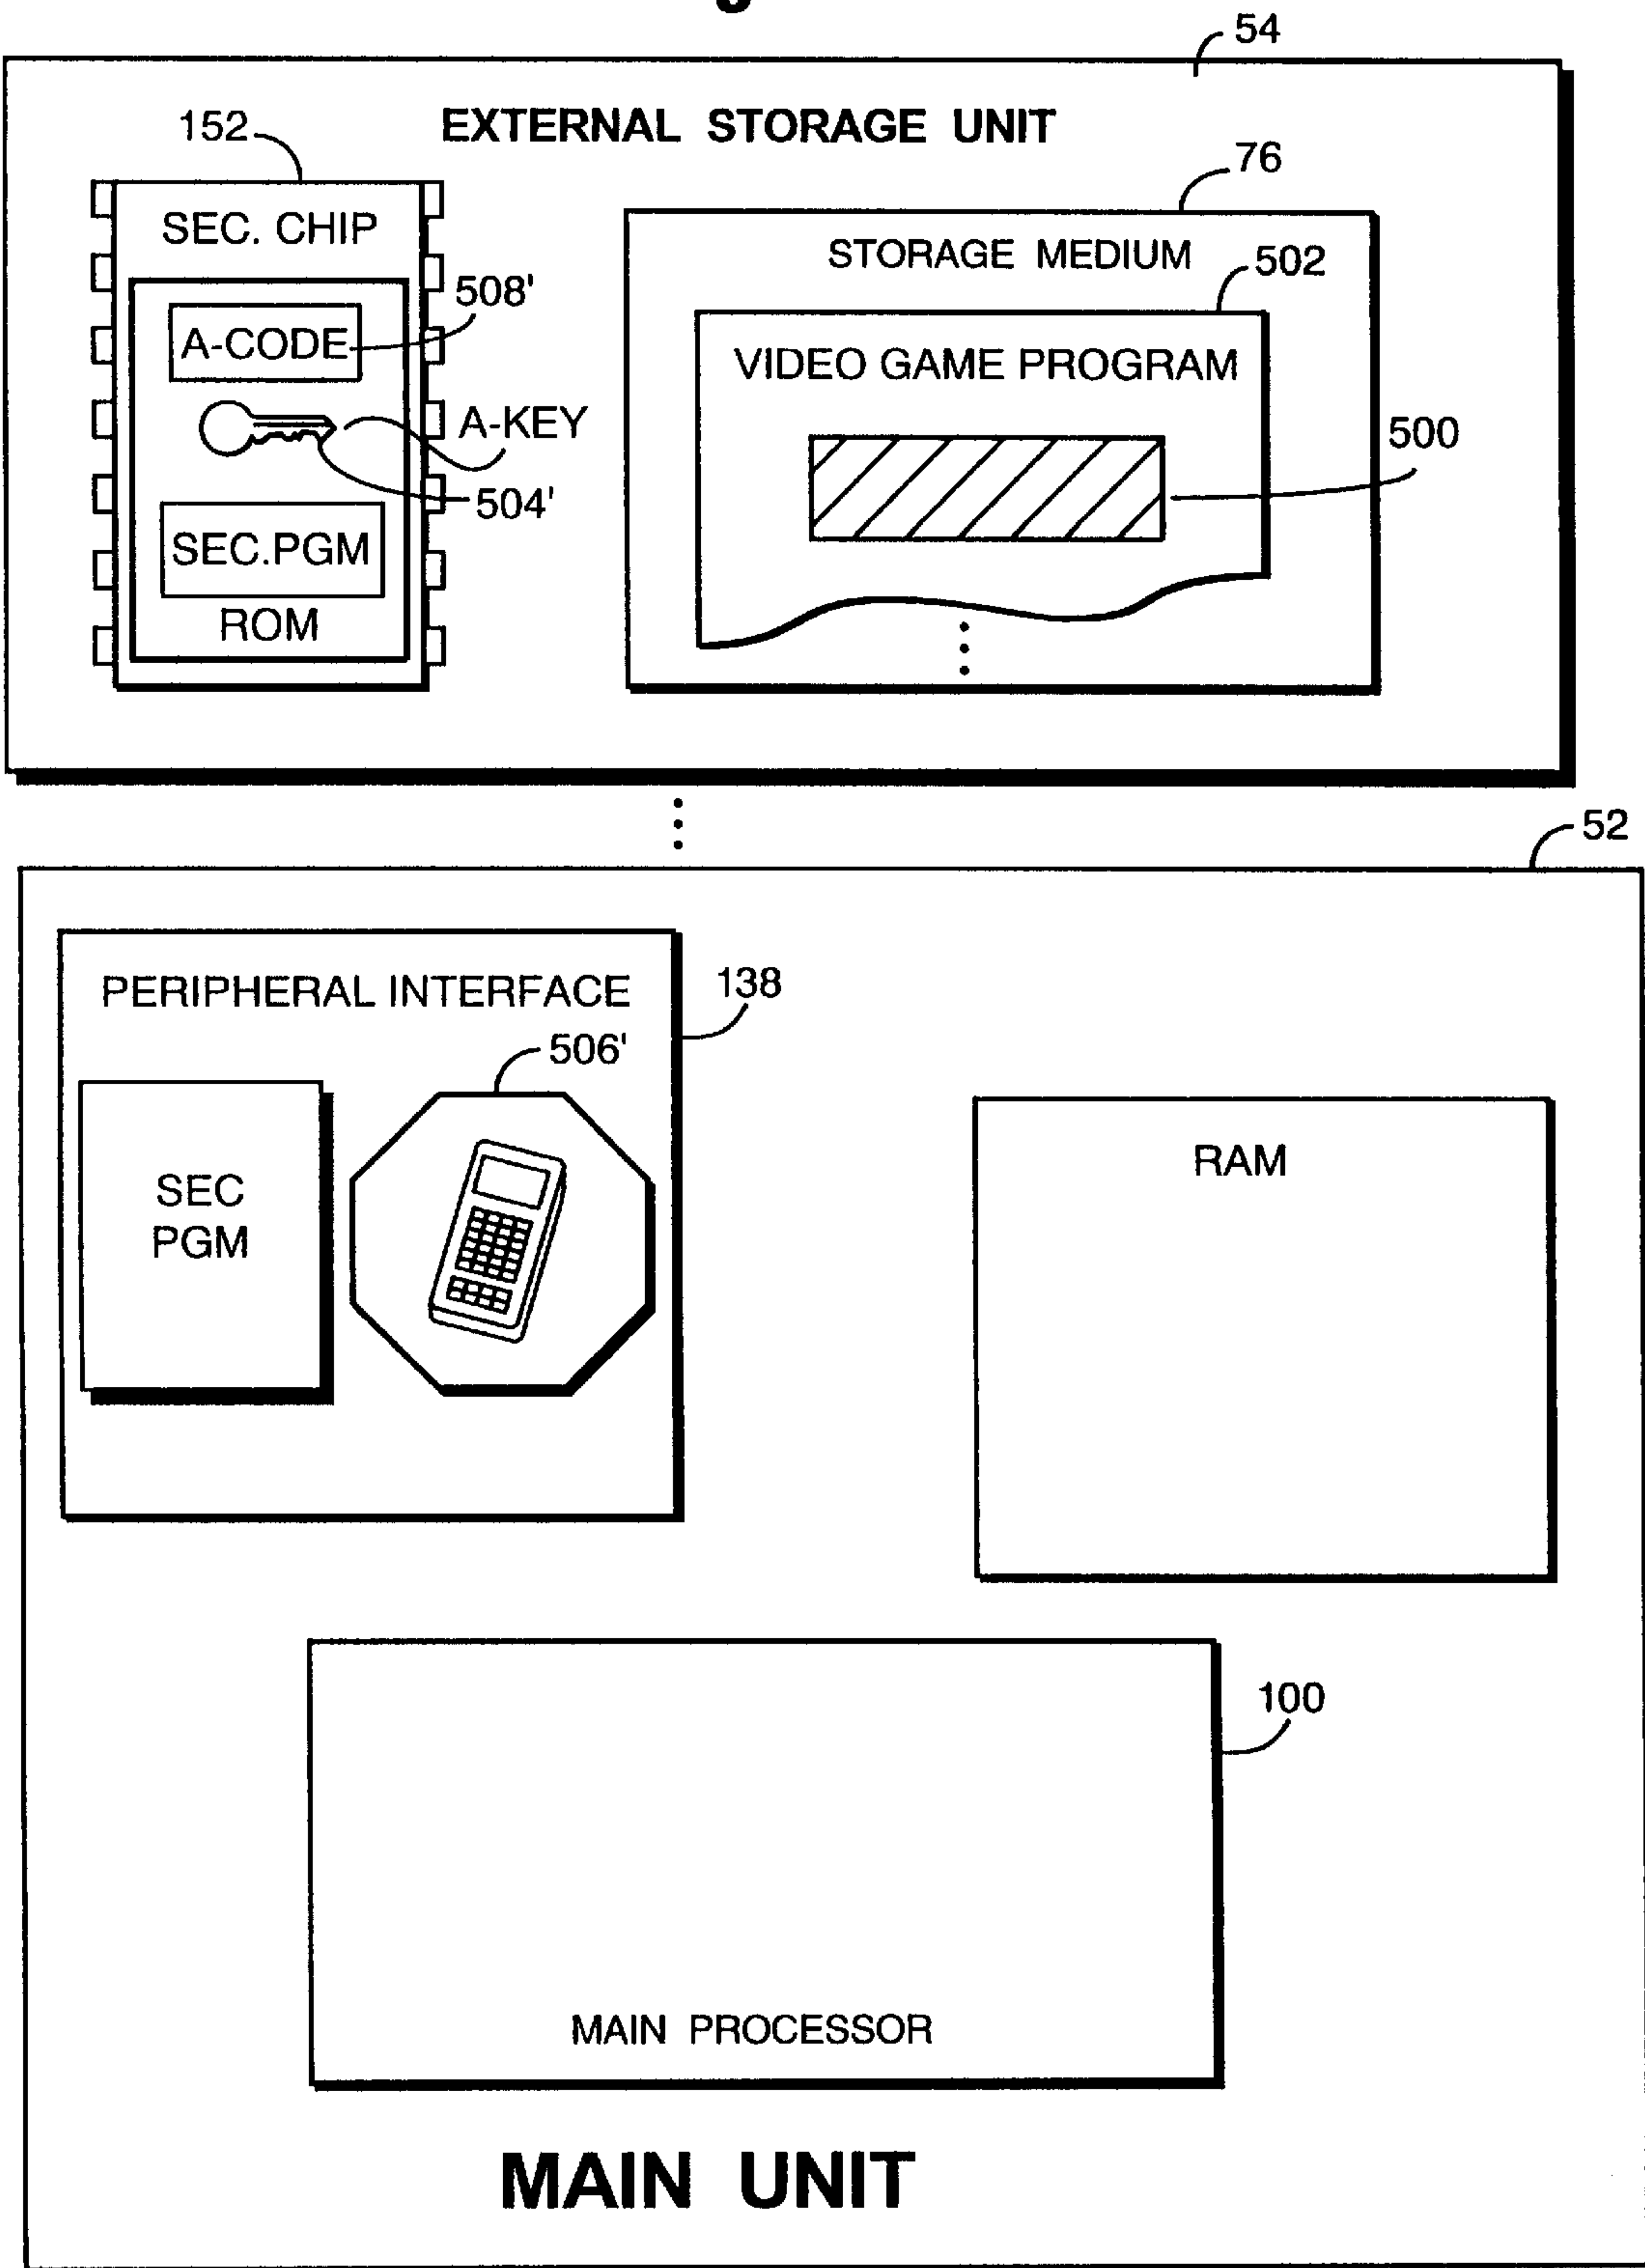 54
EXTERNAL STORAGE UNIT
152
76
SEC. CHIP
STORAGE MEDIUM
502
508'
A-CODE
VIDEO GAME PROGRAM
A-KEY
500
504'
SEC.PGM
ROM
52
PERIPHERAL INTERFACE
138
506'
SEC
PGM
RAM
100
MAIN PROCESSOR
MAIN UNIT